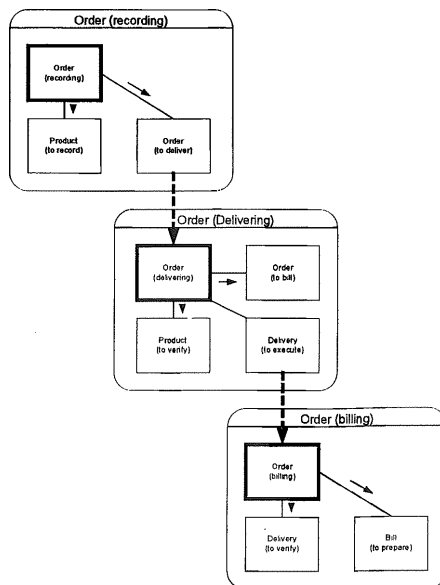 Order (recording)
Order
(recording)
Product
(to record)
Order
(to deliver)
Order (Delivering)
Order
(delivering)
Order
(to bill)
Product
(to verify)
Delivery
(to execute)
Order (billing)
Order
(billing)
Delivery
(to verify)
Bill
(to prepare)